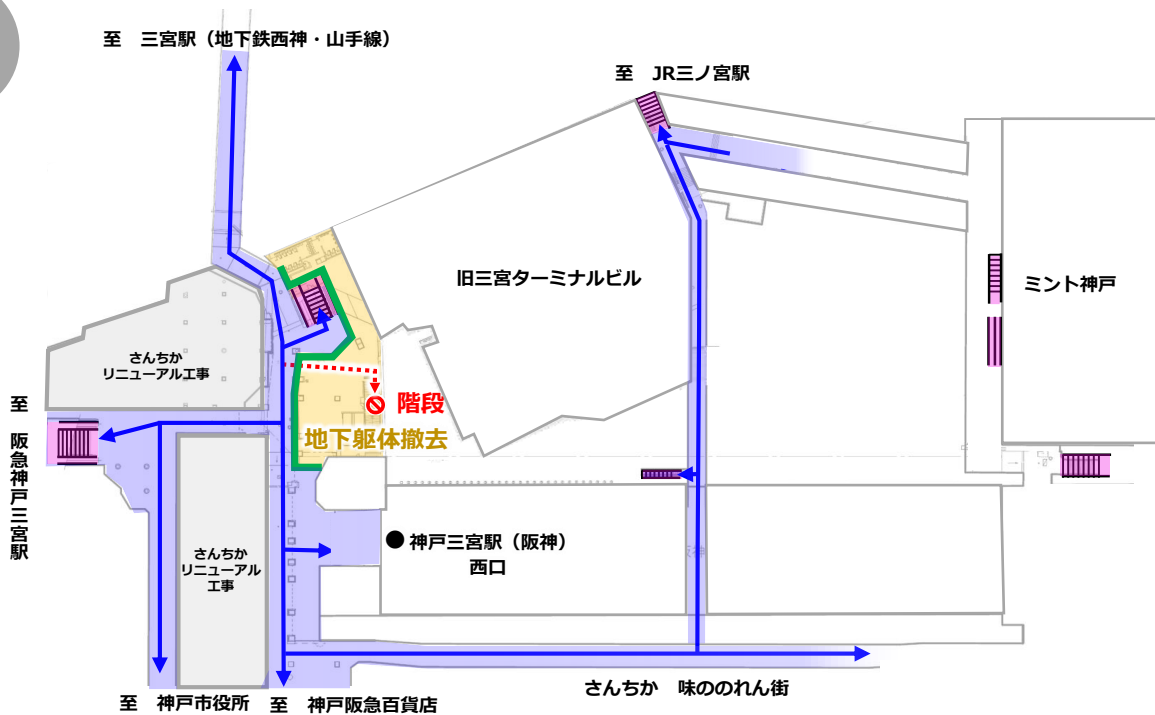 至　三宮駅（地下鉄西神・山手線）
至　JR三ノ宮駅
旧三宮ターミナルビル
ミント神戸
さんちか
リニューアル工事
階段
地下躯体撤去
至　阪急神戸三宮駅
神戸三宮駅（阪神）
西口
さんちか
リニューアル
工事
さんちか　味ののれん街
至　神戸市役所
至　神戸阪急百貨店